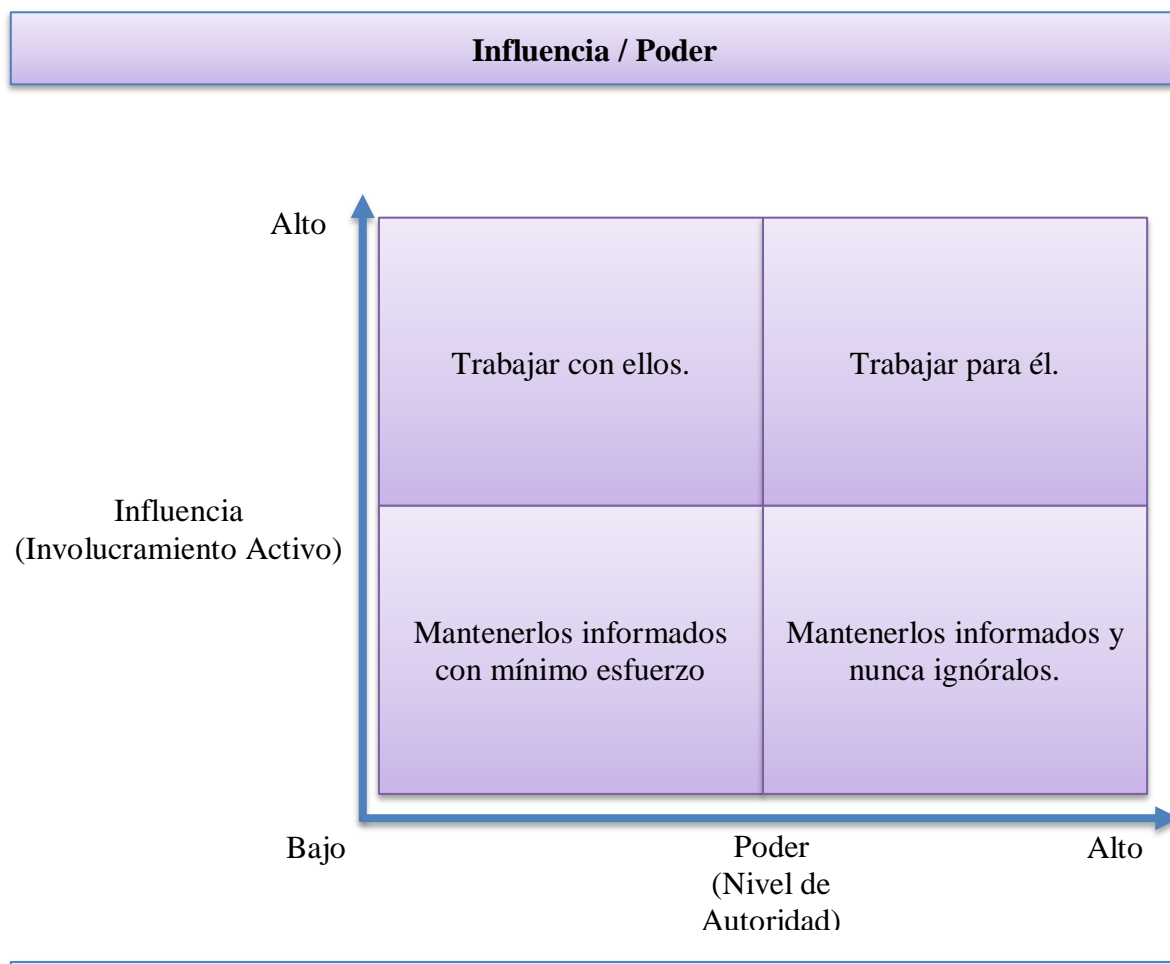 Influencia / Poder
Alto
Trabajar con ellos.
Trabajar para él.
Influencia
(Involucramiento Activo)
Mantenerlos informados
con mínimo esfuerzo
Mantenerlos informados y
nunca ignóralos.
Bajo
Poder
(Nivel de
Autoridad)
Alto